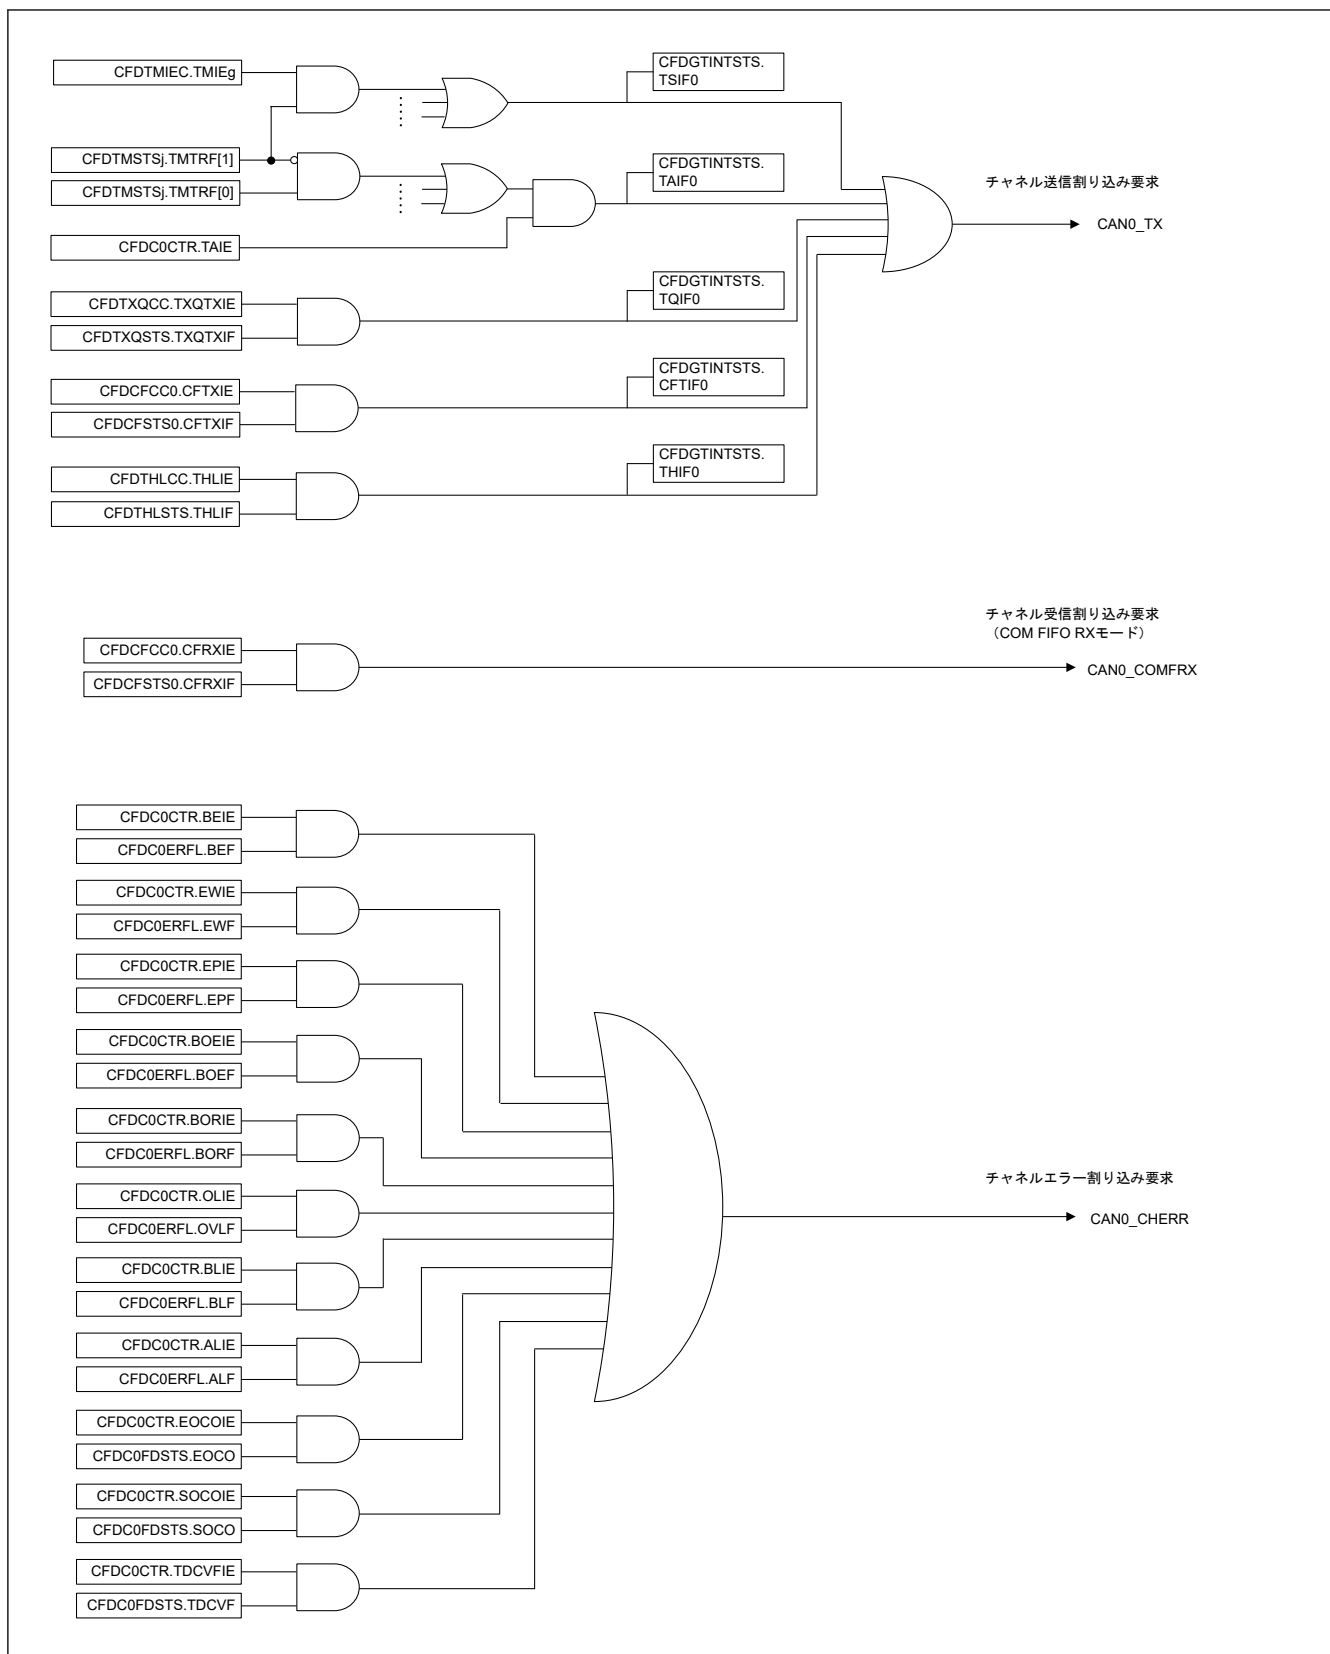 CFDTMIEC.TMIEg
CFDGTINTSTS.
TSIF0
CFDTMSTSj.TMTRF[1]
CFDTMSTSj.TMTRF[0]
CFDGTINTSTS.
TAIF0
チャネル送信割り込み要求
CAN0_TX
CFDC0CTR.TAIE
CFDTXQCC.TXQTXIE
CFDTXQSTS.TXQTXIF
CFDGTINTSTS.
TQIF0
CFDCFCC0.CFTXIE
CFDCFSTS0.CFTXIF
CFDGTINTSTS.
CFTIF0
CFDTHLCC.THLIE
CFDTHLSTS.THLIF
CFDGTINTSTS.
THIF0
チャネル受信割り込み要求
（COM FIFO RXモード）
CFDCFCC0.CFRXIE
CFDCFSTS0.CFRXIF
CAN0_COMFRX
CFDC0CTR.BEIE
CFDC0ERFL.BEF
CFDC0CTR.EWIE
CFDC0ERFL.EWF
CFDC0CTR.EPIE
CFDC0ERFL.EPF
CFDC0CTR.BOEIE
CFDC0ERFL.BOEF
CFDC0CTR.BORIE
CFDC0ERFL.BORF
チャネルエラー割り込み要求
CAN0_CHERR
CFDC0CTR.OLIE
CFDC0ERFL.OVLF
CFDC0CTR.BLIE
CFDC0ERFL.BLF
CFDC0CTR.ALIE
CFDC0ERFL.ALF
CFDC0CTR.EOCOIE
CFDC0FDSTS.EOCO
CFDC0CTR.SOCOIE
CFDC0FDSTS.SOCO
CFDC0CTR.TDCVFIE
CFDC0FDSTS.TDCVF